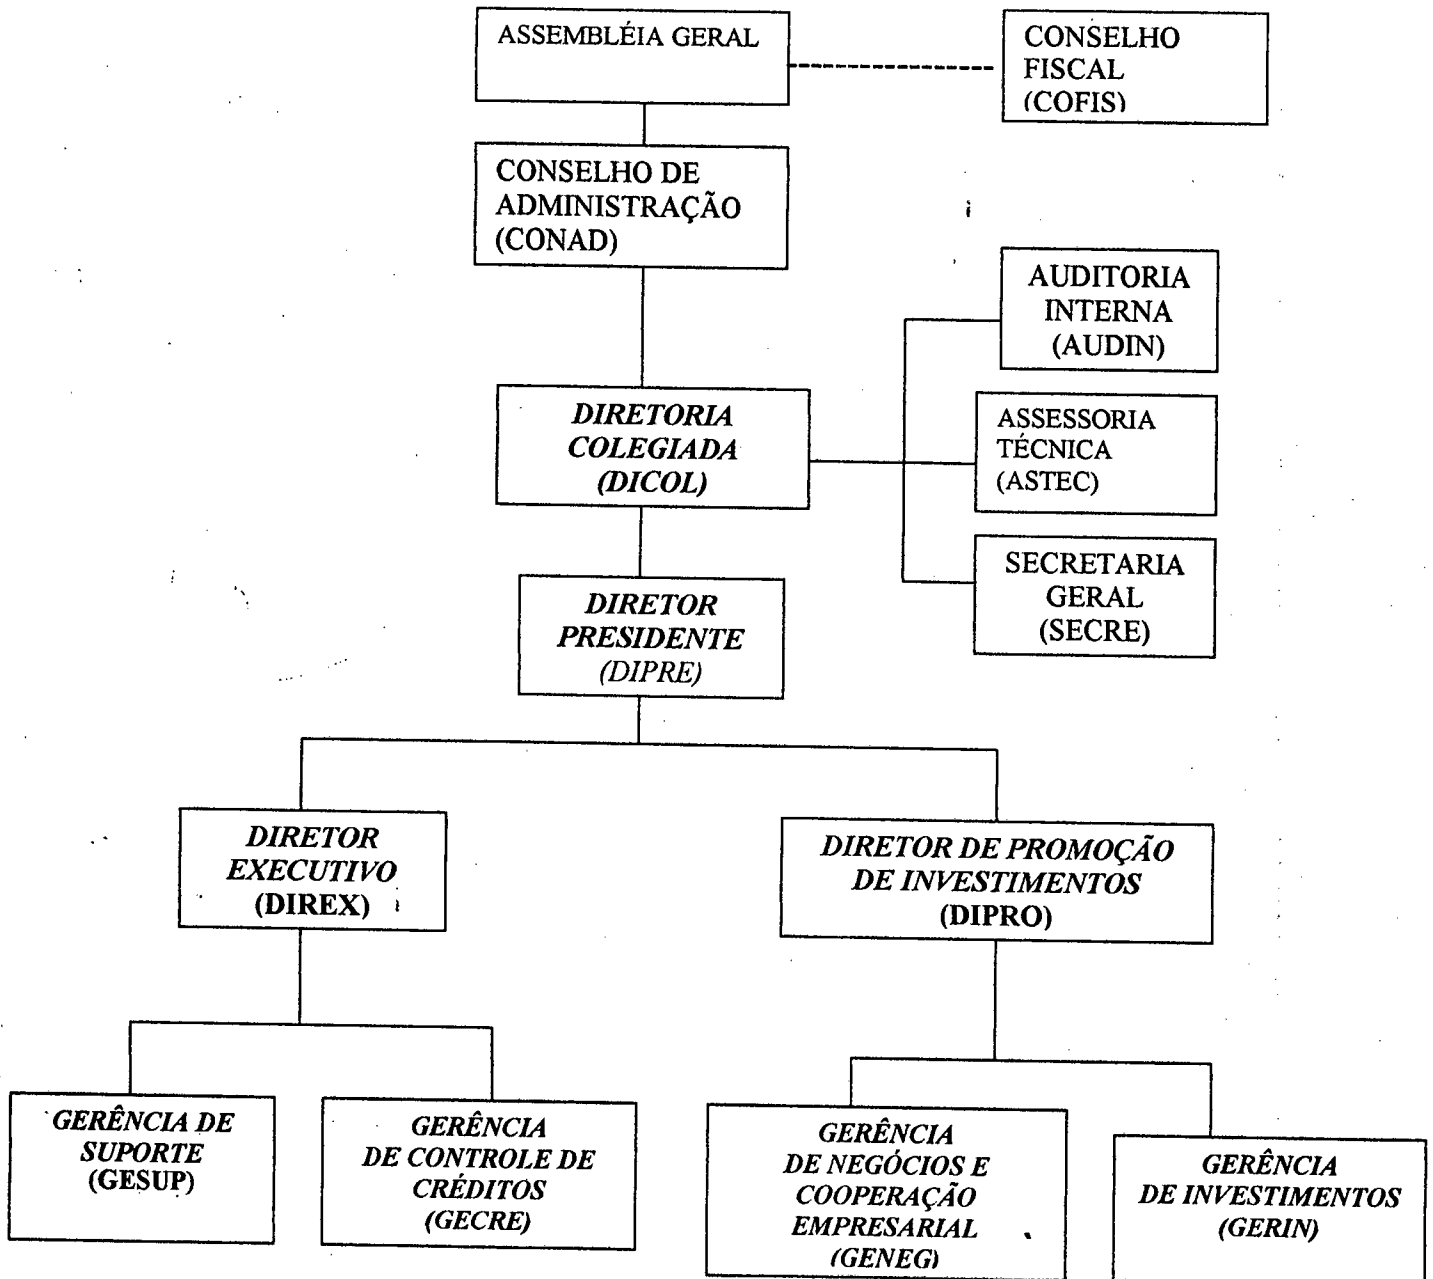 ASSEMBLÉIA GERAL
CONSELHO
FISCAL
(COFIS)
CONSELHO DE
ADMINISTRAÇÃO
(CONAD)
AUDITORIA
INTERNA
(AUDIN)
DIRETORIA
COLEGIADA
(DICOL)
ASSESSORIA
TÉCNICA
(ASTEC)
SECRETARIA
GERAL
(SECRE)
DIRETOR
PRESIDENTE
(DIPRE)
DIRETOR
EXECUTIVO
(DIREX)
DIRETOR DE PROMOÇÃO
DE INVESTIMENTOS
(DIPRO)
GERÊNCIA DE
SUPORTE
(GESUP)
GERÊNCIA
DE CONTROLE DE
CRÉDITOS
(GECRE)
GERÊNCIA
DE NEGÓCIOS E
COOPERAÇÃO
EMPRESARIAL
(GENEG)
GERÊNCIA
DE INVESTIMENTOS
(GERIN)